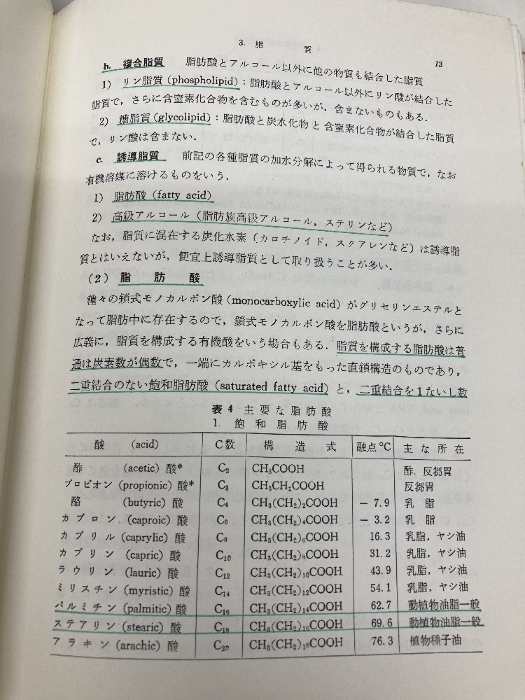 3. 脂 質 73
b. 複合脂質 脂肪酸とアルコール以外に他の物質も結合した脂質
1) リン脂質 (phospholipid)：脂肪酸とアルコール以外にリン酸が結合した
脂質で，さらに含窒素化合物を含むものが多いが，含まないものもある．
2) 糖脂質 (glycolipid)：脂肪酸と炭水化物と含窒素化合物が結合した脂質
で，リン酸は含まない．
c. 誘導脂質 前記の各種脂質の加水分解によって得られる物質で，なお
有機溶媒に溶けるものをいう．
1) 脂肪酸 (fatty acid)
2) 高級アルコール（脂肪族高級アルコール，ステリンなど）
なお，脂質に混在する炭化水素（カロチノイド，スクアレンなど）は誘導脂
質とはいえないが，便宜上誘導脂質として取り扱うことが多い．
(2) 脂 肪 酸
種々の鎖式モノカルボン酸 (monocarboxylic acid) がグリセリンエステルと
なって脂肪中に存在するので，鎖式モノカルボン酸を脂肪酸というが，さらに
広義に，脂質を構成する有機酸をいう場合もある．脂質を構成する脂肪酸は普
通は炭素数が偶数で，一端にカルボキシル基をもった直鎖構造のものであり，
二重結合のない飽和脂肪酸 (saturated fatty acid) と，二重結合を1ないし数
表 4 主要な脂肪酸
1. 飽和脂肪酸
酸 (acid) C数 構造式 融点℃ 主な所在
酢 (acetic) 酸* C₂ CH₃COOH 酢，反芻胃
プロピオン (propionic) 酸* C₃ CH₃CH₂COOH 反芻胃
酪 (butyric) 酸 C₄ CH₃(CH₂)₂COOH −7.9 乳 脂
カプロン (caproic) 酸 C₆ CH₃(CH₂)₄COOH −3.2 乳 脂
カプリル (caprylic) 酸 C₈ CH₃(CH₂)₆COOH 16.3 乳脂，ヤシ油
カプリン (capric) 酸 C₁₀ CH₃(CH₂)₈COOH 31.2 乳脂，ヤシ油
ラウリン (lauric) 酸 C₁₂ CH₃(CH₂)₁₀COOH 43.9 乳脂，ヤシ油
ミリスチン (myristic) 酸 C₁₄ CH₃(CH₂)₁₂COOH 54.1 乳脂，ヤシ油
パルミチン (palmitic) 酸 C₁₆ CH₃(CH₂)₁₄COOH 62.7 動植物油脂一般
ステアリン (stearic) 酸 C₁₈ CH₃(CH₂)₁₆COOH 69.6 動植物油脂一般
アラキン (arachic) 酸 C₂₀ CH₃(CH₂)₁₈COOH 76.3 植物種子油